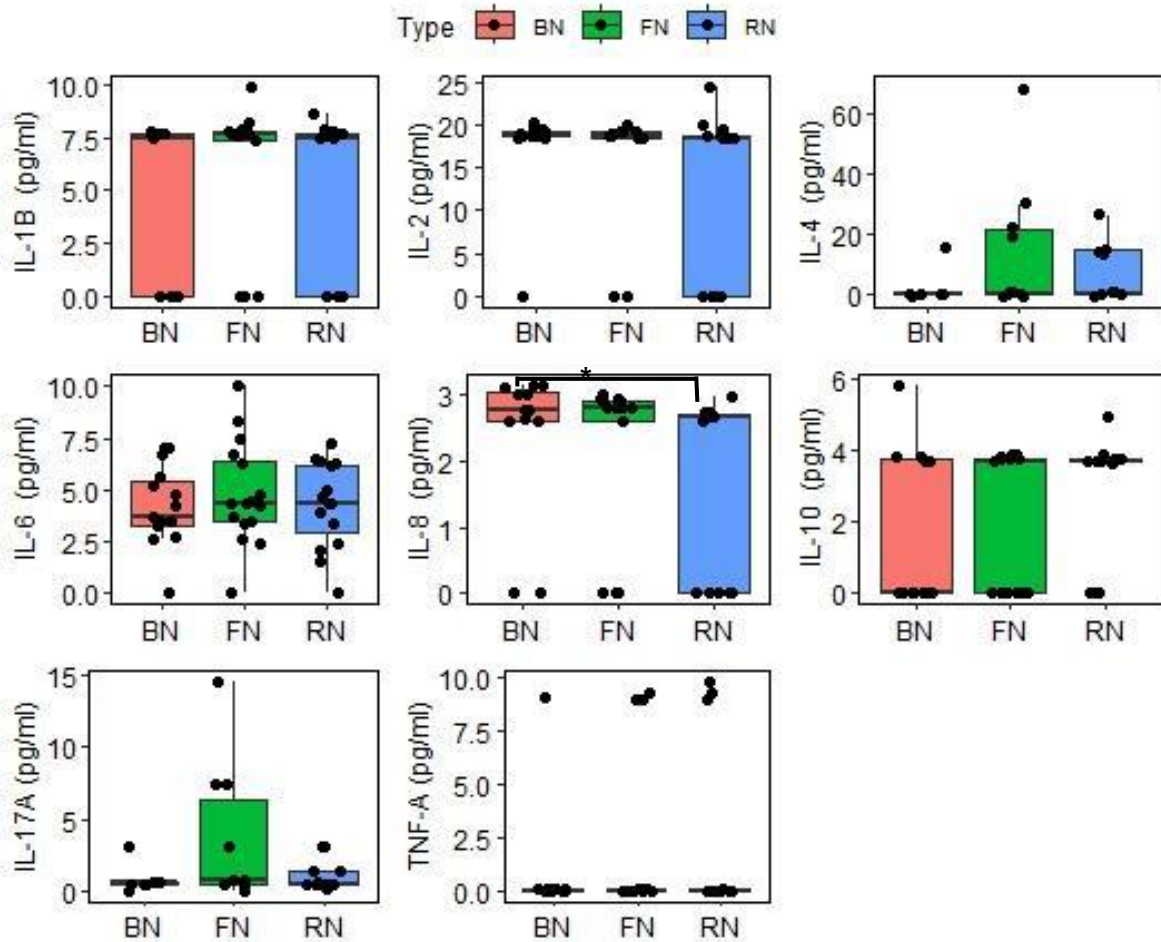 Type BN FN RN
IL-1B (pg/ml)
10.0
7.5
5.0
2.5
0.0
BN FN RN
IL-2 (pg/ml)
25
20
15
10
5
0
BN FN RN
IL-4 (pg/ml)
60
40
20
0
BN FN RN
IL-6 (pg/ml)
10.0
7.5
5.0
2.5
0.0
BN FN RN
IL-8 (pg/ml)
*
3
2
1
0
BN FN RN
IL-10 (pg/ml)
6
4
2
0
BN FN RN
IL-17A (pg/ml)
15
10
5
0
BN FN RN
TNF-A (pg/ml)
10.0
7.5
5.0
2.5
0.0
BN FN RN